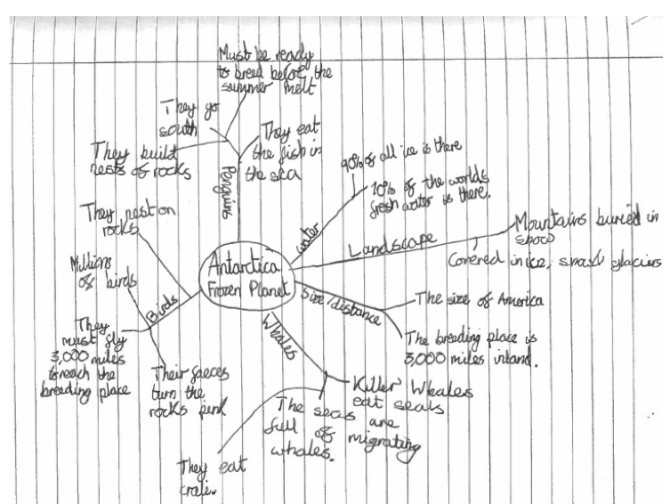 Must be ready
to breed before the
summer melt
They go
south
They eat
the fish in
the sea
They build
nests of rocks
Penguins
90% of all ice is there
70% of the worlds
fresh water is there.
water
Landscape
Mountains buried in
snow
Covered in ice, snow glaciers
Antarctica
Frozen Planet
Size/distance
The size of America
The breeding place is
3,000 miles inland.
They nest on
rocks
Millions
of birds
Birds
They
must fly
3,000 miles
to reach the
breeding place
Their faeces
turn the
rocks pink
Whales
Killer Whales
eat seals
The seas are
full of migrating
whales.
They eat